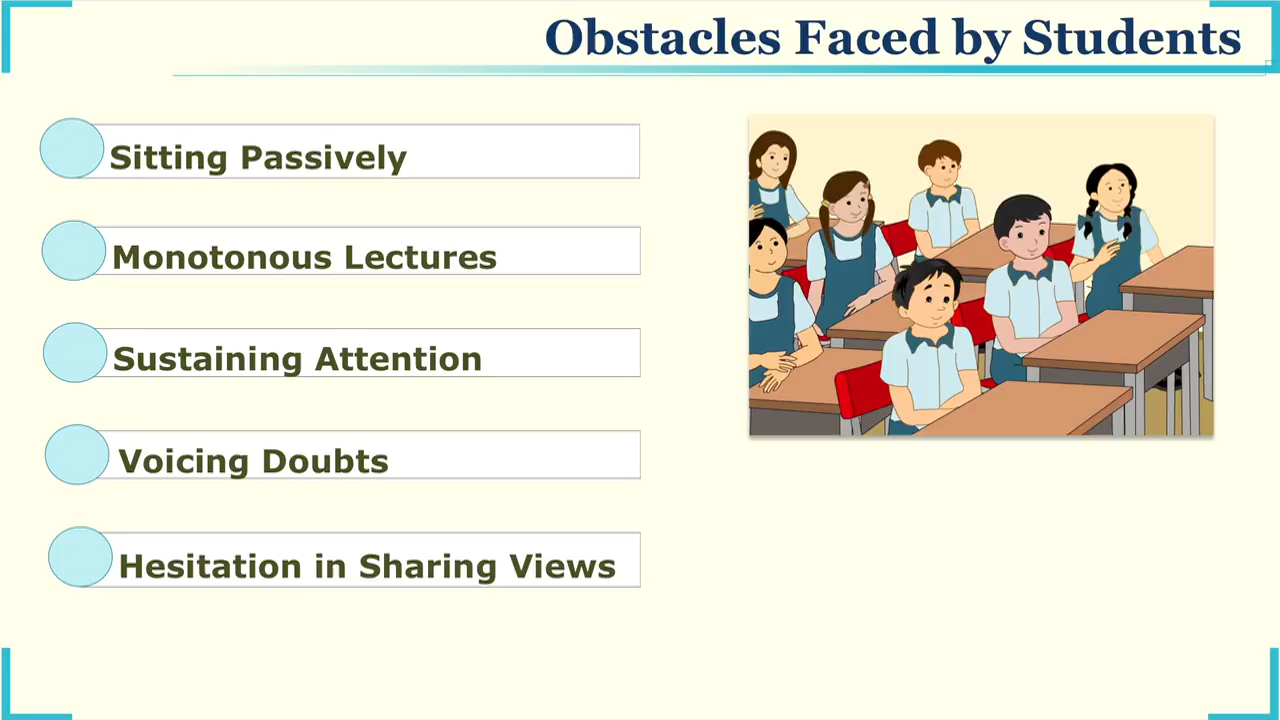 Obstacles Faced by Students
Sitting Passively
Monotonous Lectures
Sustaining Attention
Voicing Doubts
Hesitation in Sharing Views